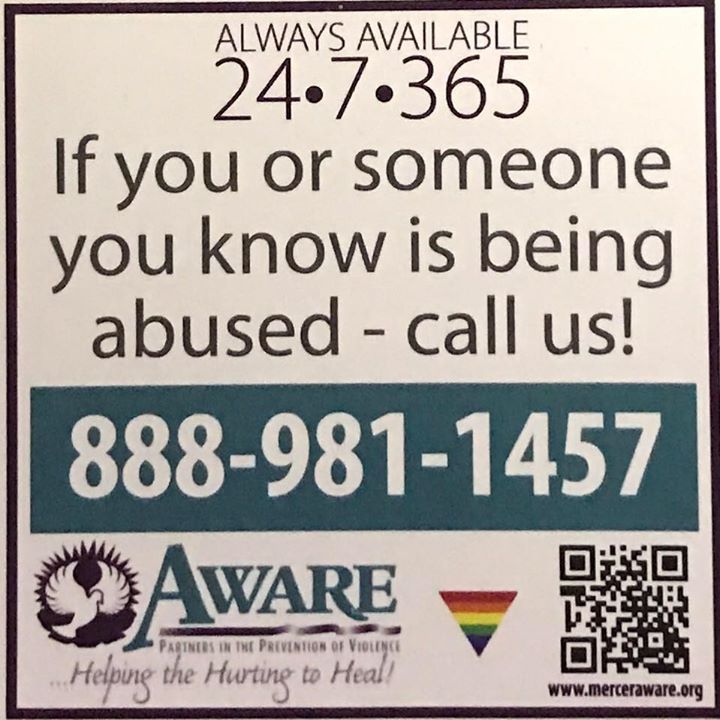 ALWAYS AVAILABLE
24•7•365
If you or someone
you know is being
abused - call us!
888-981-1457
AWARE
PARTNERS IN THE PREVENTION OF VIOLENCE
...Helping the Hurting to Heal!
www.merceraware.org